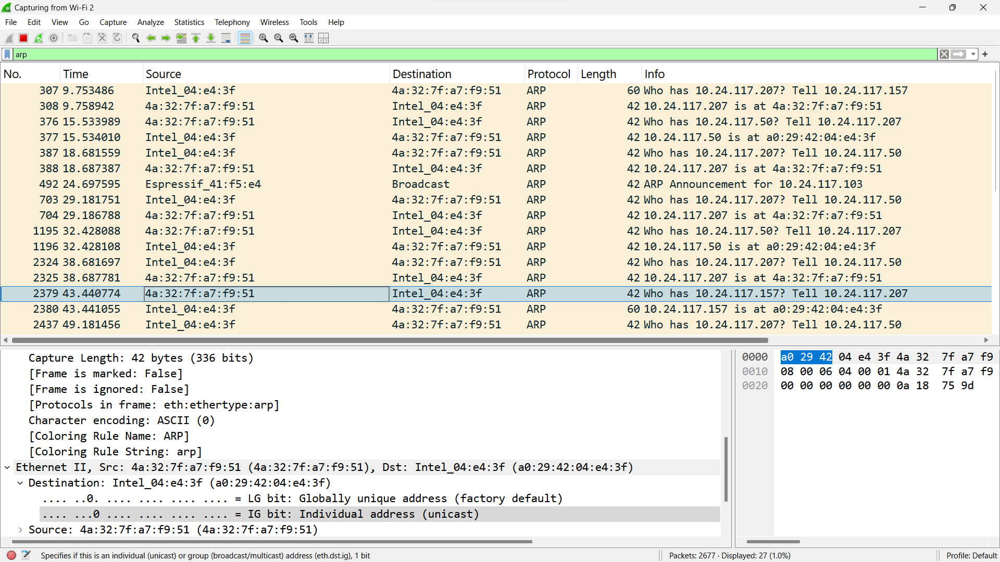 Capturing from Wi-Fi 2
File Edit View Go Capture Analyze Statistics Telephony Wireless Tools Help
arp
No. Time Source Destination Protocol Length Info
307 9.753486 Intel_04:e4:3f 4a:32:7f:a7:f9:51 ARP 60 Who has 10.24.117.207? Tell 10.24.117.157
308 9.758942 4a:32:7f:a7:f9:51 Intel_04:e4:3f ARP 42 10.24.117.207 is at 4a:32:7f:a7:f9:51
376 15.533989 4a:32:7f:a7:f9:51 Intel_04:e4:3f ARP 42 Who has 10.24.117.50? Tell 10.24.117.207
377 15.534010 Intel_04:e4:3f 4a:32:7f:a7:f9:51 ARP 42 10.24.117.50 is at a0:29:42:04:e4:3f
387 18.681559 Intel_04:e4:3f 4a:32:7f:a7:f9:51 ARP 42 Who has 10.24.117.207? Tell 10.24.117.50
388 18.687387 4a:32:7f:a7:f9:51 Intel_04:e4:3f ARP 42 10.24.117.207 is at 4a:32:7f:a7:f9:51
492 24.697595 Espressif_41:f5:e4 Broadcast ARP 42 ARP Announcement for 10.24.117.103
703 29.181751 Intel_04:e4:3f 4a:32:7f:a7:f9:51 ARP 42 Who has 10.24.117.207? Tell 10.24.117.50
704 29.186788 4a:32:7f:a7:f9:51 Intel_04:e4:3f ARP 42 10.24.117.207 is at 4a:32:7f:a7:f9:51
1195 32.428088 4a:32:7f:a7:f9:51 Intel_04:e4:3f ARP 42 Who has 10.24.117.50? Tell 10.24.117.207
1196 32.428108 Intel_04:e4:3f 4a:32:7f:a7:f9:51 ARP 42 10.24.117.50 is at a0:29:42:04:e4:3f
2324 38.681697 Intel_04:e4:3f 4a:32:7f:a7:f9:51 ARP 42 Who has 10.24.117.207? Tell 10.24.117.50
2325 38.687781 4a:32:7f:a7:f9:51 Intel_04:e4:3f ARP 42 10.24.117.207 is at 4a:32:7f:a7:f9:51
2379 43.440774 4a:32:7f:a7:f9:51 Intel_04:e4:3f ARP 42 Who has 10.24.117.157? Tell 10.24.117.207
2380 43.441055 Intel_04:e4:3f 4a:32:7f:a7:f9:51 ARP 60 10.24.117.157 is at a0:29:42:04:e4:3f
2437 49.181456 Intel_04:e4:3f 4a:32:7f:a7:f9:51 ARP 42 Who has 10.24.117.207? Tell 10.24.117.50
Capture Length: 42 bytes (336 bits)
[Frame is marked: False]
[Frame is ignored: False]
[Protocols in frame: eth:ethertype:arp]
Character encoding: ASCII (0)
[Coloring Rule Name: ARP]
[Coloring Rule String: arp]
Ethernet II, Src: 4a:32:7f:a7:f9:51 (4a:32:7f:a7:f9:51), Dst: Intel_04:e4:3f (a0:29:42:04:e4:3f)
Destination: Intel_04:e4:3f (a0:29:42:04:e4:3f)
.... ..0. .... .... .... .... = LG bit: Globally unique address (factory default)
.... ...0 .... .... .... .... = IG bit: Individual address (unicast)
Source: 4a:32:7f:a7:f9:51 (4a:32:7f:a7:f9:51)
0000 a0 29 42 04 e4 3f 4a 32 7f a7 f9
0010 08 00 06 04 00 01 4a 32 7f a7 f9
0020 00 00 00 00 00 00 0a 18 75 9d
Specifies if this is an individual (unicast) or group (broadcast/multicast) address (eth.dst.ig), 1 bit
Packets: 2677 · Displayed: 27 (1.0%)
Profile: Default